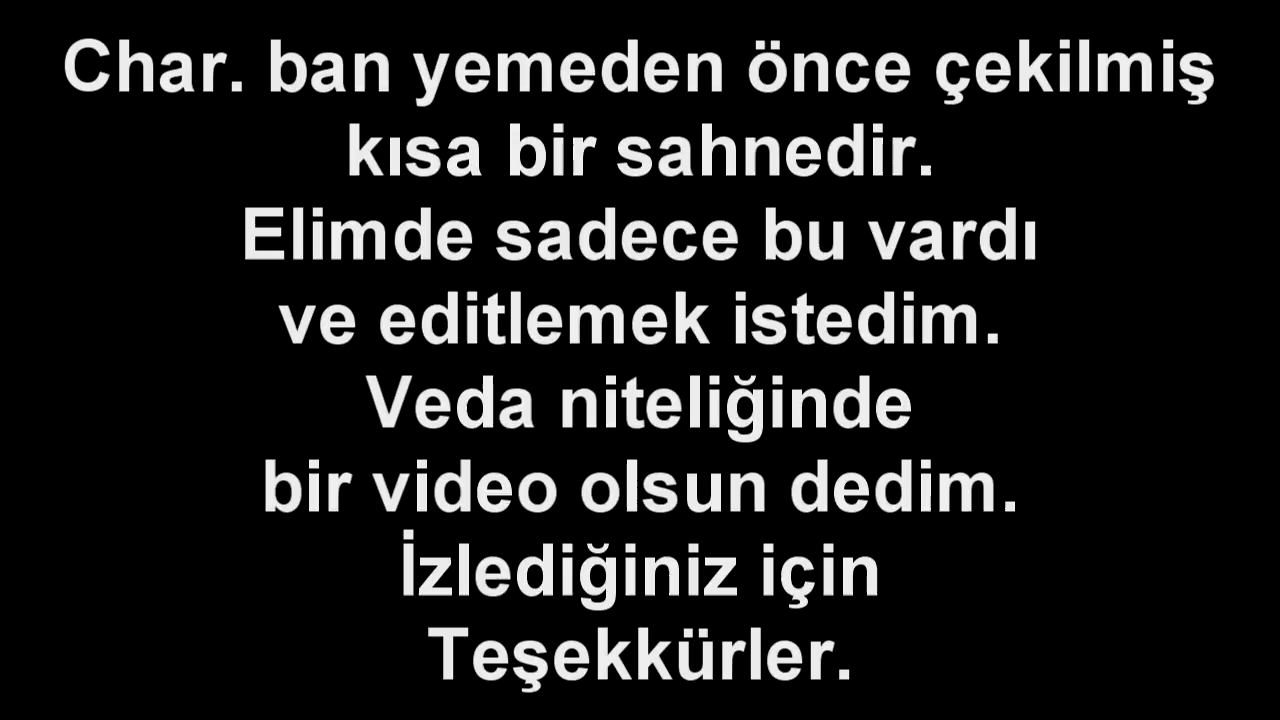 Char. ban yemeden önce çekilmiş
kısa bir sahnedir.
Elimde sadece bu vardı
ve editlemek istedim.
Veda niteliğinde
bir video olsun dedim.
İzlediğiniz için
Teşekkürler.